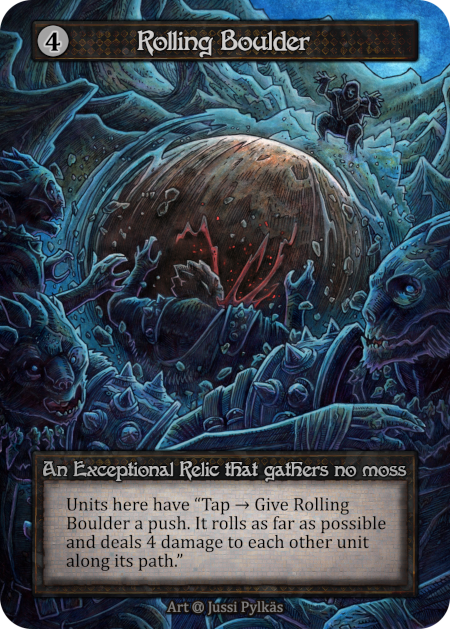 4
Rolling Boulder
An Exceptional Relic that gathers no moss
Units here have “Tap → Give Rolling
Boulder a push. It rolls as far as possible
and deals 4 damage to each other unit
along its path.”
Art @ Jussi Pylkäs